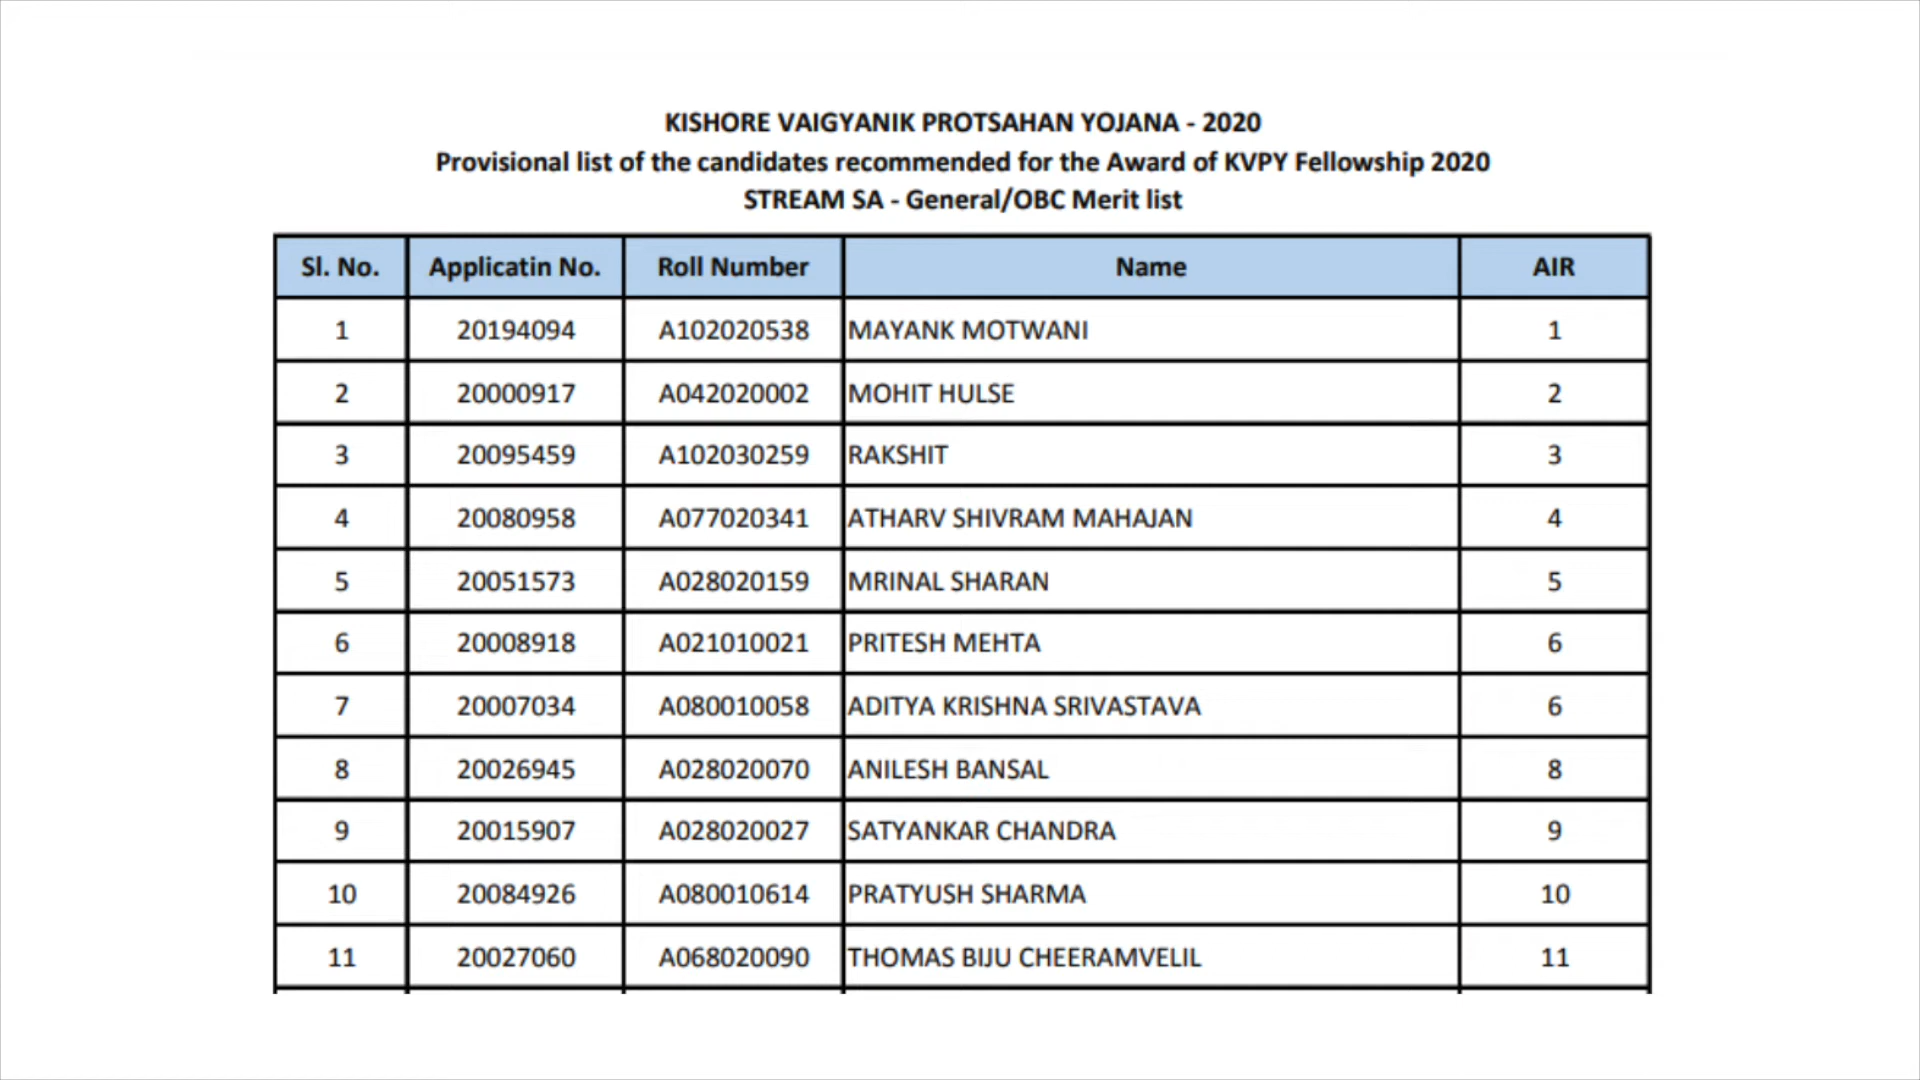 KISHORE VAIGYANIK PROTSAHAN YOJANA - 2020
Provisional list of the candidates recommended for the Award of KVPY Fellowship 2020
STREAM SA - General/OBC Merit list
Sl. No. Applicatin No. Roll Number Name AIR
1 20194094 A102020538 MAYANK MOTWANI 1
2 20000917 A042020002 MOHIT HULSE 2
3 20095459 A102030259 RAKSHIT 3
4 20080958 A077020341 ATHARV SHIVRAM MAHAJAN 4
5 20051573 A028020159 MRINAL SHARAN 5
6 20008918 A021010021 PRITESH MEHTA 6
7 20007034 A080010058 ADITYA KRISHNA SRIVASTAVA 6
8 20026945 A028020070 ANILESH BANSAL 8
9 20015907 A028020027 SATYANKAR CHANDRA 9
10 20084926 A080010614 PRATYUSH SHARMA 10
11 20027060 A068020090 THOMAS BIJU CHEERAMVELIL 11